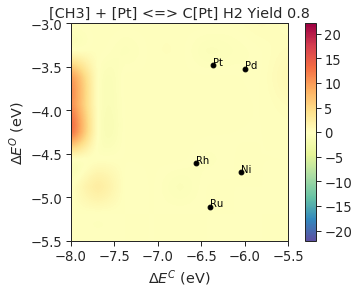 [CH3] + [Pt] <=> C[Pt] H2 Yield 0.8
−3.0
−3.5
−4.0
−4.5
−5.0
−5.5
ΔE^O (eV)
Pt
Pd
Rh
Ni
Ru
−8.0 −7.5 −7.0 −6.5 −6.0 −5.5
ΔE^C (eV)
20
15
10
5
0
−5
−10
−15
−20